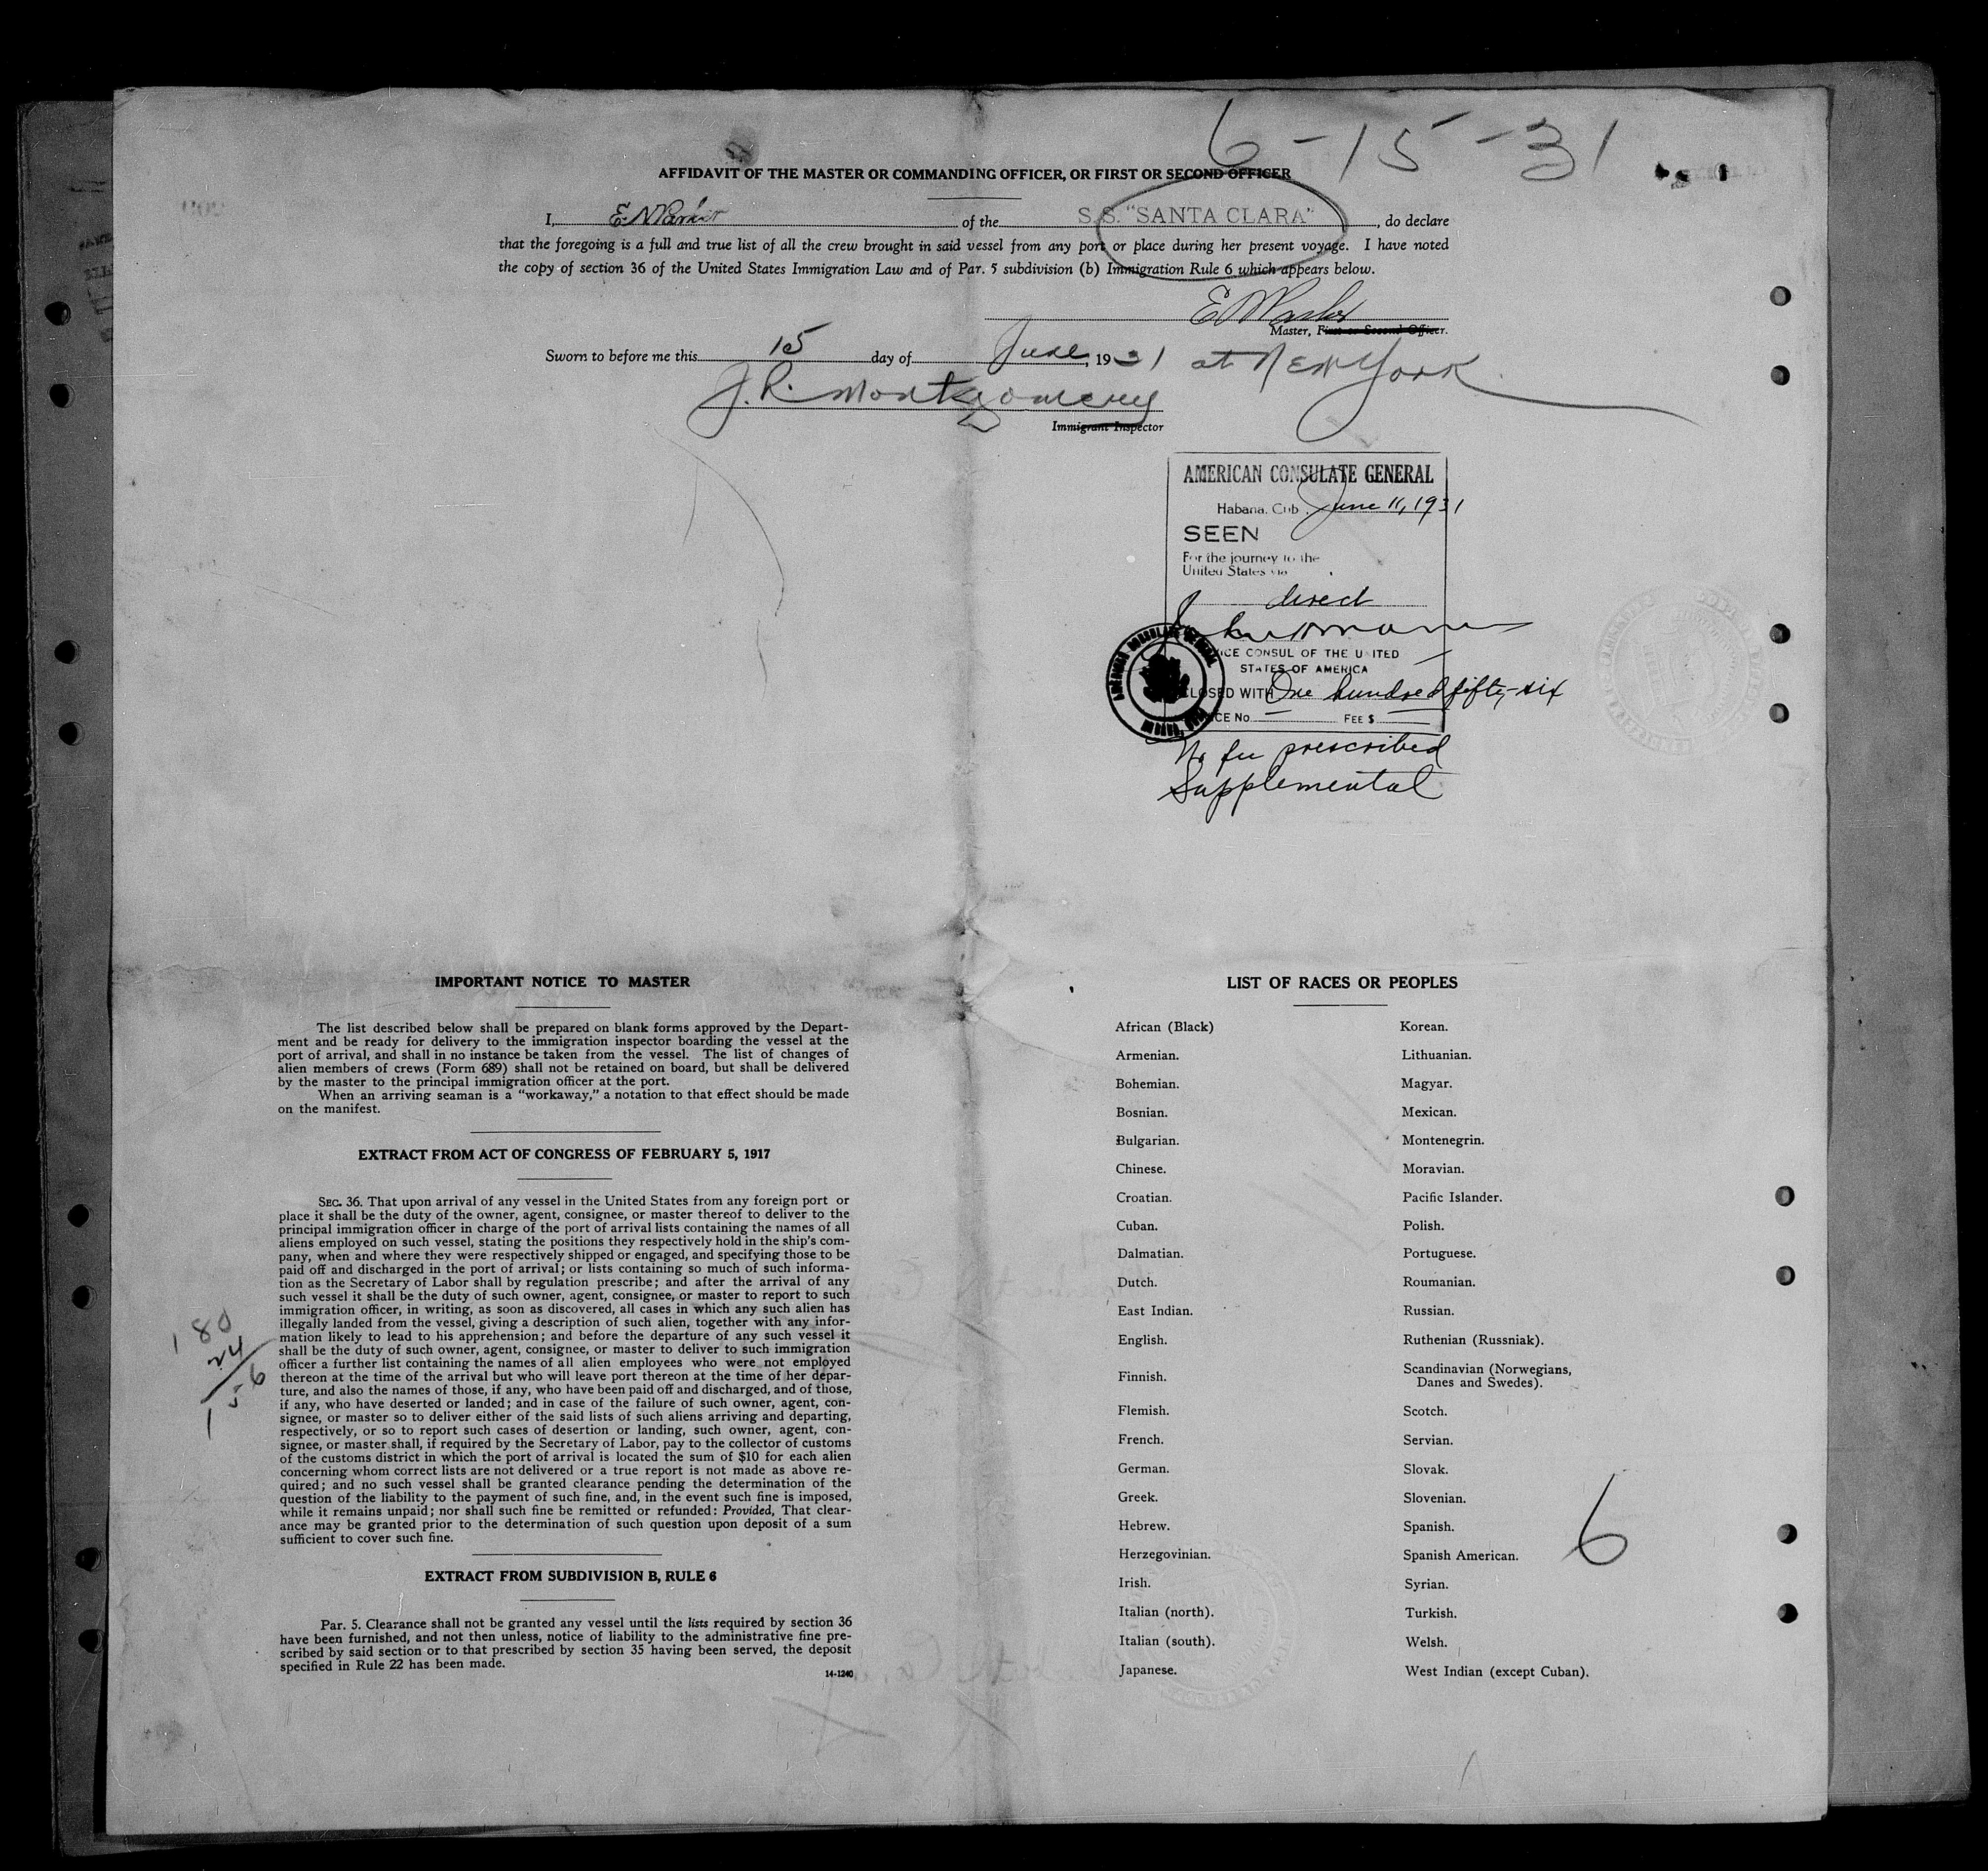 6-15-31
AFFIDAVIT OF THE MASTER OR COMMANDING OFFICER, OR FIRST OR SECOND OFFICER
I, E. N. Parker of the S. S. "SANTA CLARA", do declare
that the foregoing is a full and true list of all the crew brought in said vessel from any port or place during her present voyage. I have noted
the copy of section 36 of the United States Immigration Law and of Par. 5 subdivision (b) Immigration Rule 6 which appears below.
E N Parker
Master, First or Second Officer.
Sworn to before me this 15 day of June, 1931 at New York
J. R. Montgomery
Immigrant Inspector
AMERICAN CONSULATE GENERAL
Habana, Cub June 11, 1931
SEEN
For the journey to the
United States via
direct
VICE CONSUL OF THE UNITED
STATES OF AMERICA
CLOSED WITH One hundred fifty-six
ICE No. FEE $
AMERICAN CONSULATE GENERAL
HABANA, CUBA
No fee prescribed
Supplemental
IMPORTANT NOTICE TO MASTER
The list described below shall be prepared on blank forms approved by the Depart-
ment and be ready for delivery to the immigration inspector boarding the vessel at the
port of arrival, and shall in no instance be taken from the vessel. The list of changes of
alien members of crews (Form 689) shall not be retained on board, but shall be delivered
by the master to the principal immigration officer at the port.
When an arriving seaman is a "workaway," a notation to that effect should be made
on the manifest.
EXTRACT FROM ACT OF CONGRESS OF FEBRUARY 5, 1917
SEC. 36. That upon arrival of any vessel in the United States from any foreign port or
place it shall be the duty of the owner, agent, consignee, or master thereof to deliver to the
principal immigration officer in charge of the port of arrival lists containing the names of all
aliens employed on such vessel, stating the positions they respectively hold in the ship's com-
pany, when and where they were respectively shipped or engaged, and specifying those to be
paid off and discharged in the port of arrival; or lists containing so much of such informa-
tion as the Secretary of Labor shall by regulation prescribe; and after the arrival of any
such vessel it shall be the duty of such owner, agent, consignee, or master to report to such
immigration officer, in writing, as soon as discovered, all cases in which any such alien has
illegally landed from the vessel, giving a description of such alien, together with any infor-
mation likely to lead to his apprehension; and before the departure of any such vessel it
shall be the duty of such owner, agent, consignee, or master to deliver to such immigration
officer a further list containing the names of all alien employees who were not employed
thereon at the time of the arrival but who will leave port thereon at the time of her depar-
ture, and also the names of those, if any, who have been paid off and discharged, and of those,
if any, who have deserted or landed; and in case of the failure of such owner, agent, con-
signee, or master so to deliver either of the said lists of such aliens arriving and departing,
respectively, or so to report such cases of desertion or landing, such owner, agent, con-
signee, or master shall, if required by the Secretary of Labor, pay to the collector of customs
of the customs district in which the port of arrival is located the sum of $10 for each alien
concerning whom correct lists are not delivered or a true report is not made as above re-
quired; and no such vessel shall be granted clearance pending the determination of the
question of the liability to the payment of such fine, and, in the event such fine is imposed,
while it remains unpaid; nor shall such fine be remitted or refunded: Provided, That clear-
ance may be granted prior to the determination of such question upon deposit of a sum
sufficient to cover such fine.
180
24
156
EXTRACT FROM SUBDIVISION B, RULE 6
Par. 5. Clearance shall not be granted any vessel until the lists required by section 36
have been furnished, and not then unless, notice of liability to the administrative fine pre-
scribed by said section or to that prescribed by section 35 having been served, the deposit
specified in Rule 22 has been made.
14-1240
LIST OF RACES OR PEOPLES
African (Black)
Armenian.
Bohemian.
Bosnian.
Bulgarian.
Chinese.
Croatian.
Cuban.
Dalmatian.
Dutch.
East Indian.
English.
Finnish.
Flemish.
French.
German.
Greek.
Hebrew.
Herzegovinian.
Irish.
Italian (north).
Italian (south).
Japanese.
Korean.
Lithuanian.
Magyar.
Mexican.
Montenegrin.
Moravian.
Pacific Islander.
Polish.
Portuguese.
Roumanian.
Russian.
Ruthenian (Russniak).
Scandinavian (Norwegians,
Danes and Swedes).
Scotch.
Servian.
Slovak.
Slovenian.
Spanish.
Spanish American.
Syrian.
Turkish.
Welsh.
West Indian (except Cuban).
6